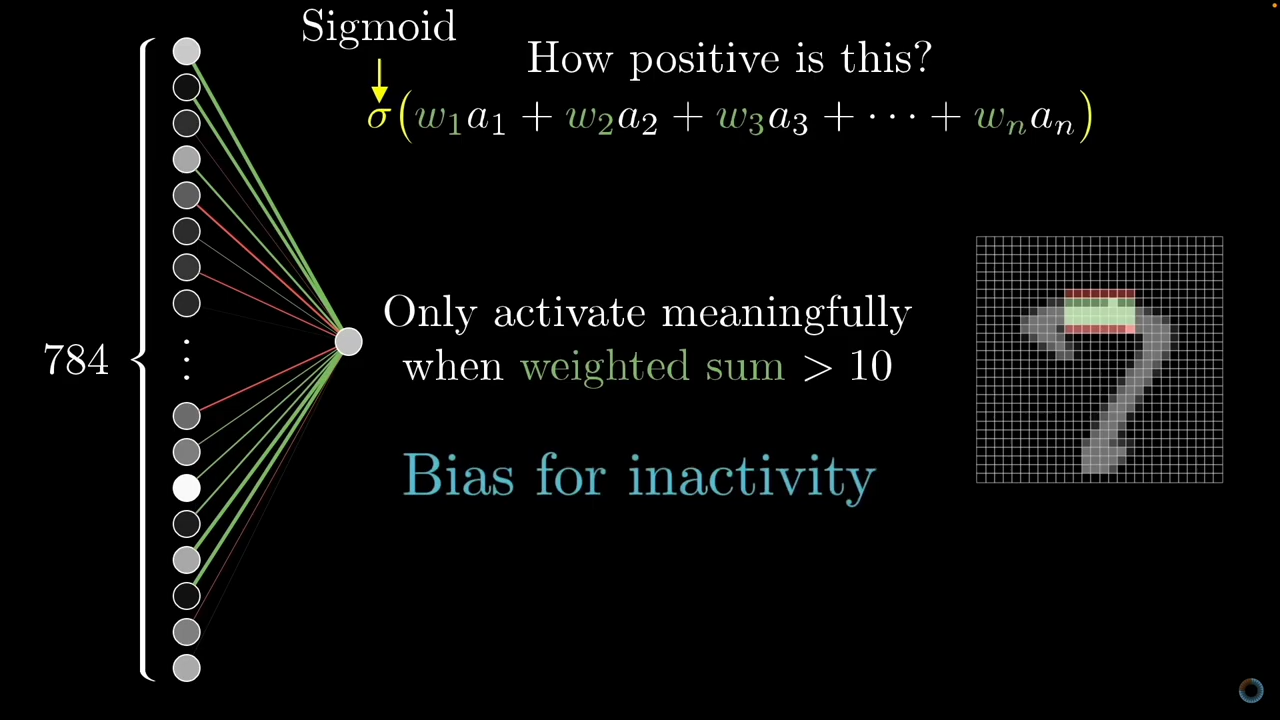 Sigmoid
How positive is this?
σ(w₁a₁ + w₂a₂ + w₃a₃ + ⋯ + wₙaₙ)
784
Only activate meaningfully
when weighted sum > 10
Bias for inactivity